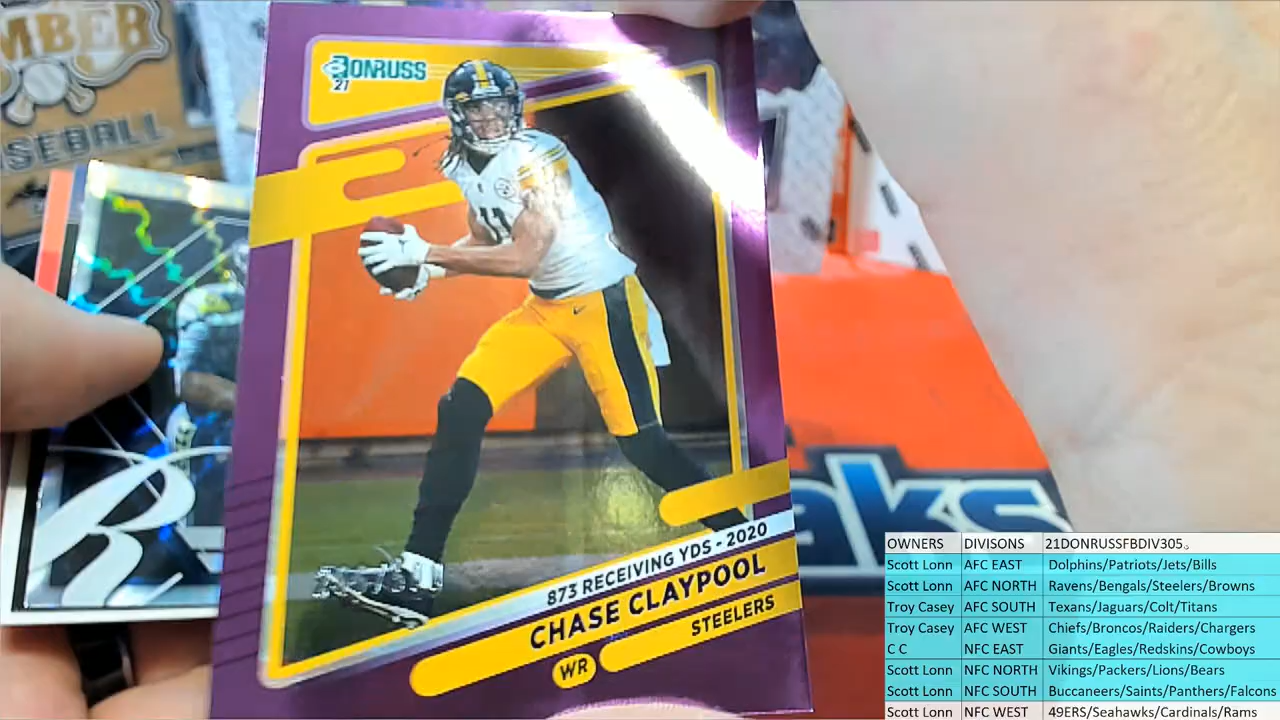 MBER
SEBALL
DONRUSS
21
11
873 RECEIVING YDS - 2020
CHASE CLAYPOOL
STEELERS
WR
R
aks
OWNERS DIVISONS 21DONRUSSFBDIV305
Scott Lonn AFC EAST Dolphins/Patriots/Jets/Bills
Scott Lonn AFC NORTH Ravens/Bengals/Steelers/Browns
Troy Casey AFC SOUTH Texans/Jaguars/Colt/Titans
Troy Casey AFC WEST Chiefs/Broncos/Raiders/Chargers
C C NFC EAST Giants/Eagles/Redskins/Cowboys
Scott Lonn NFC NORTH Vikings/Packers/Lions/Bears
Scott Lonn NFC SOUTH Buccaneers/Saints/Panthers/Falcons
Scott Lonn NFC WEST 49ERS/Seahawks/Cardinals/Rams